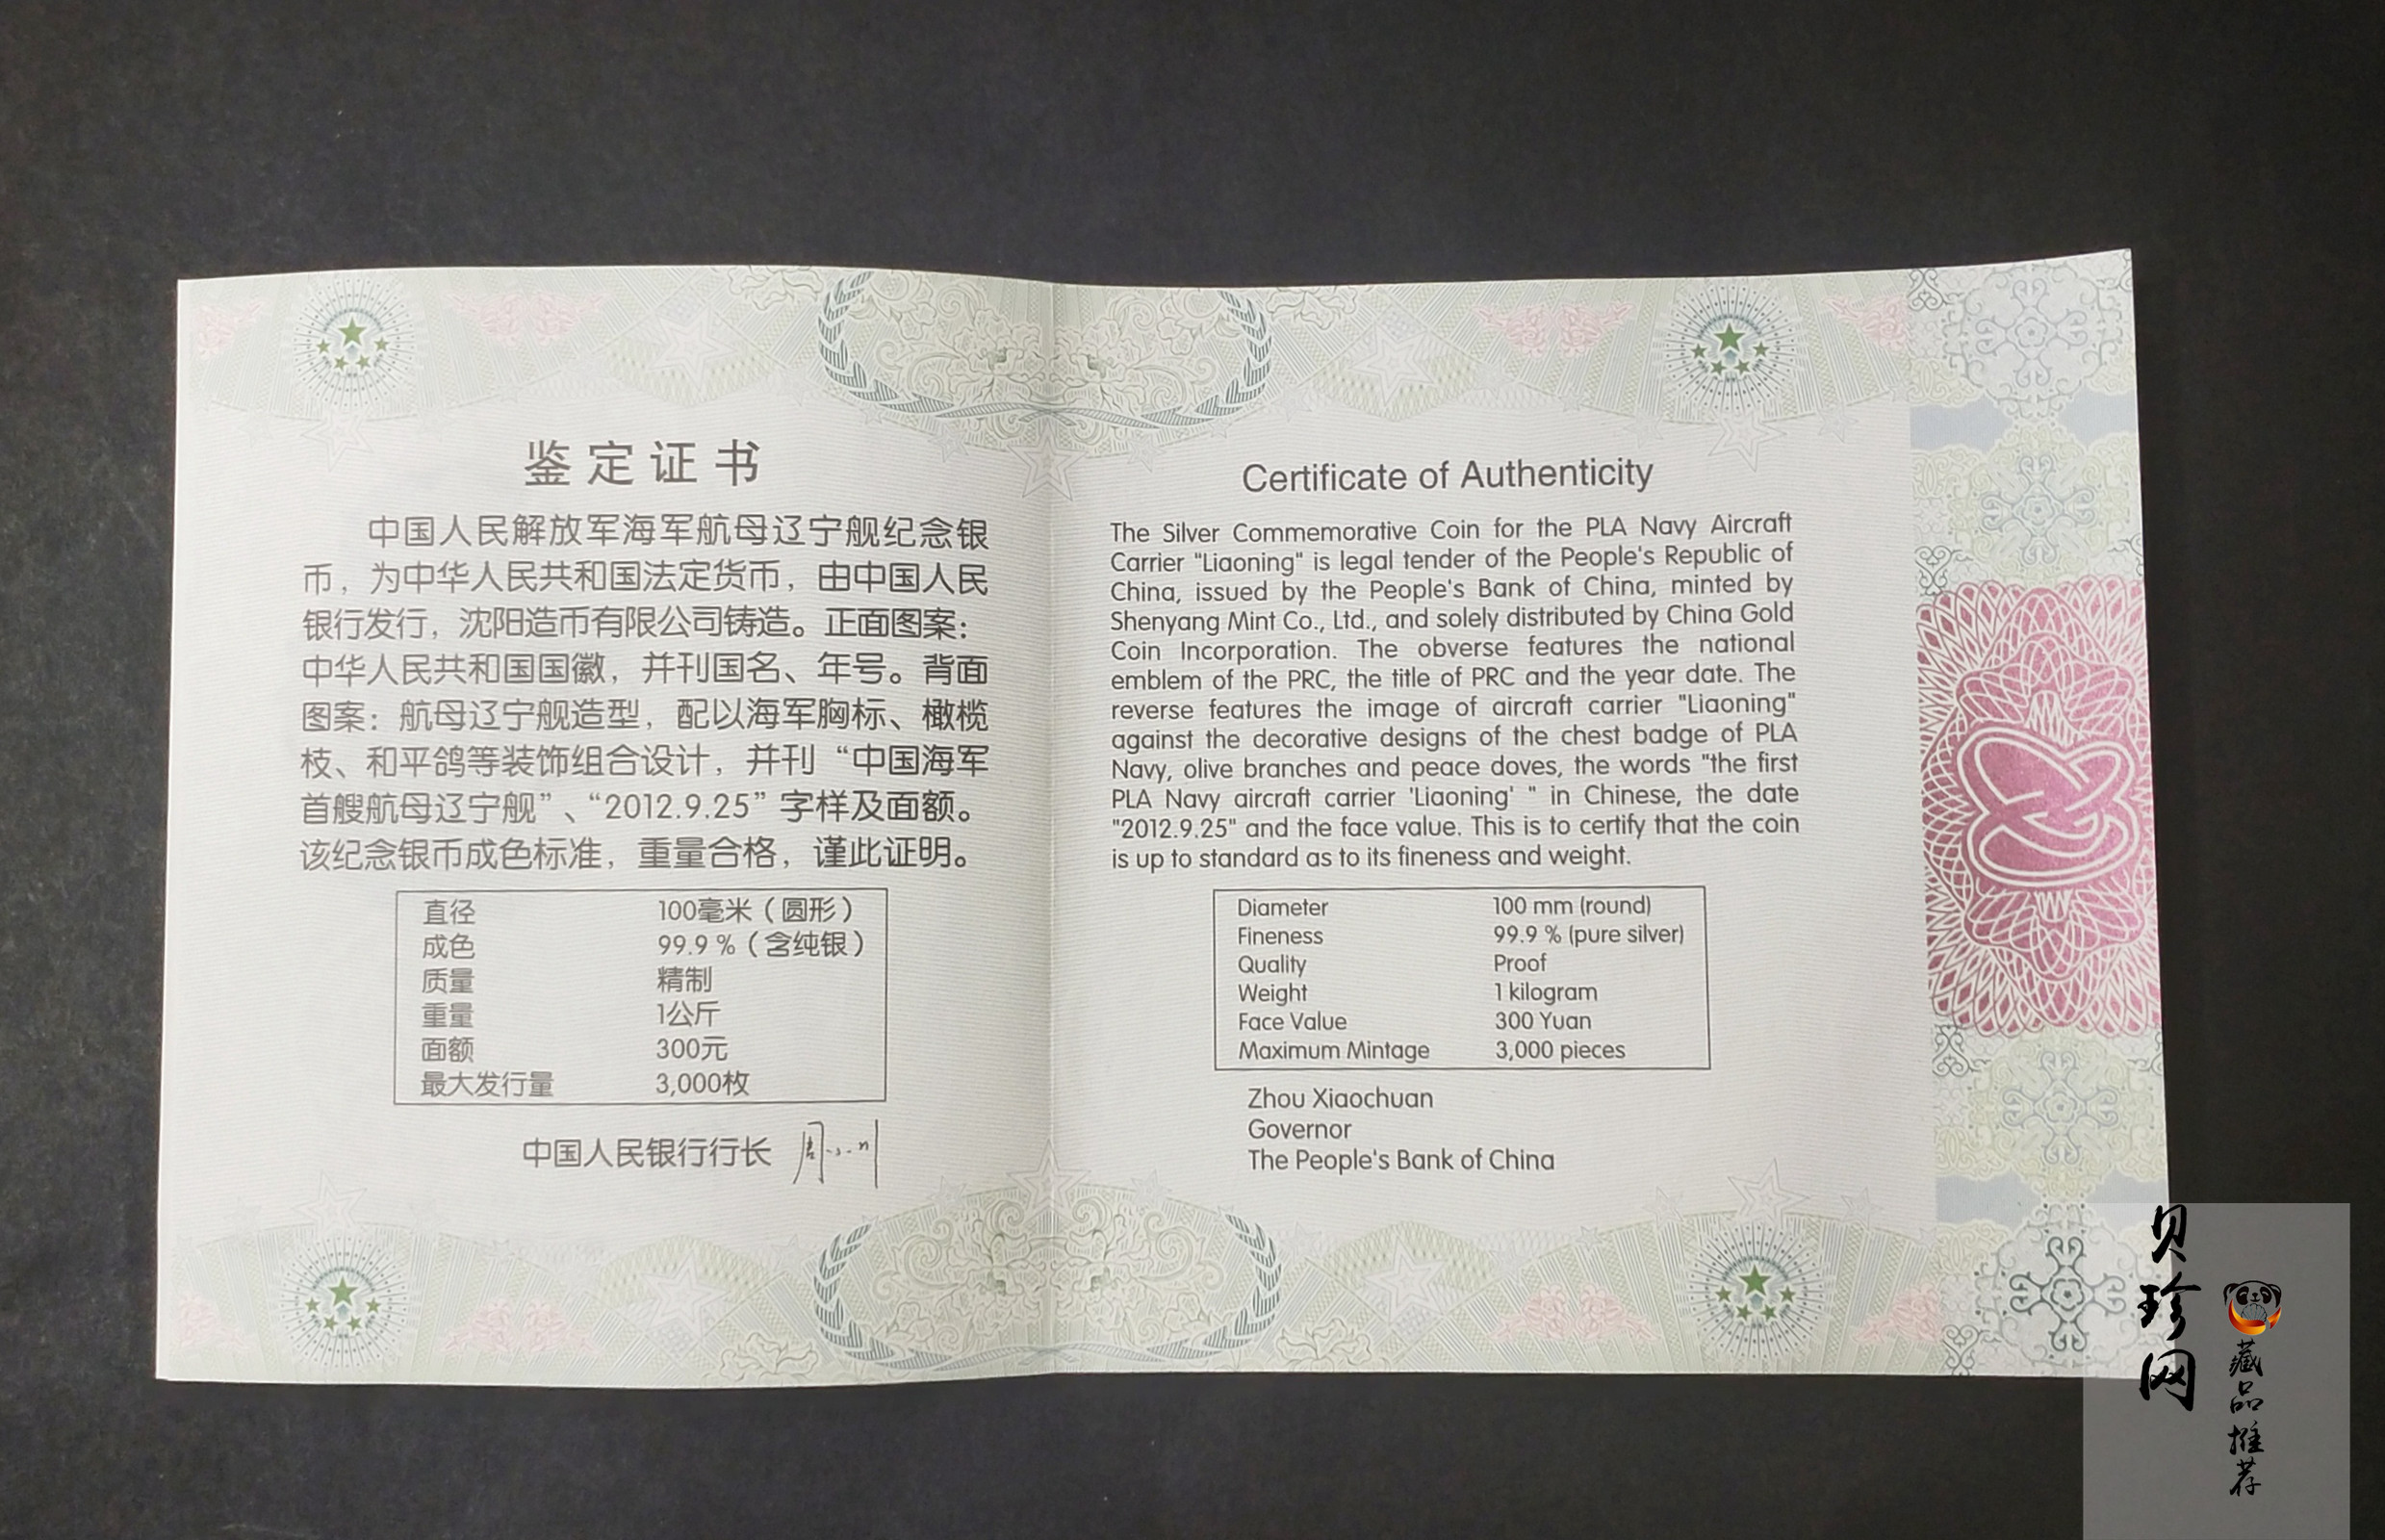 鉴定证书
中国人民解放军海军航母辽宁舰纪念银
币，为中华人民共和国法定货币，由中国人民
银行发行，沈阳造币有限公司铸造。正面图案：
中华人民共和国国徽，并刊国名、年号。背面
图案：航母辽宁舰造型，配以海军胸标、橄榄
枝、和平鸽等装饰组合设计，并刊“中国海军
首艘航母辽宁舰”、“2012.9.25”字样及面额。
该纪念银币成色标准，重量合格，谨此证明。
直径 100毫米（圆形）
成色 99.9 %（含纯银）
质量 精制
重量 1公斤
面额 300元
最大发行量 3,000枚
中国人民银行行长 周小川
Certificate of Authenticity
The Silver Commemorative Coin for the PLA Navy Aircraft
Carrier "Liaoning" is legal tender of the People's Republic of
China, issued by the People's Bank of China, minted by
Shenyang Mint Co., Ltd., and solely distributed by China Gold
Coin Incorporation. The obverse features the national
emblem of the PRC, the title of PRC and the year date. The
reverse features the image of aircraft carrier "Liaoning"
against the decorative designs of the chest badge of PLA
Navy, olive branches and peace doves, the words "the first
PLA Navy aircraft carrier 'Liaoning' " in Chinese, the date
"2012.9.25" and the face value. This is to certify that the coin
is up to standard as to its fineness and weight.
Diameter 100 mm (round)
Fineness 99.9 % (pure silver)
Quality Proof
Weight 1 kilogram
Face Value 300 Yuan
Maximum Mintage 3,000 pieces
Zhou Xiaochuan
Governor
The People's Bank of China
贝珍网
藏品推荐